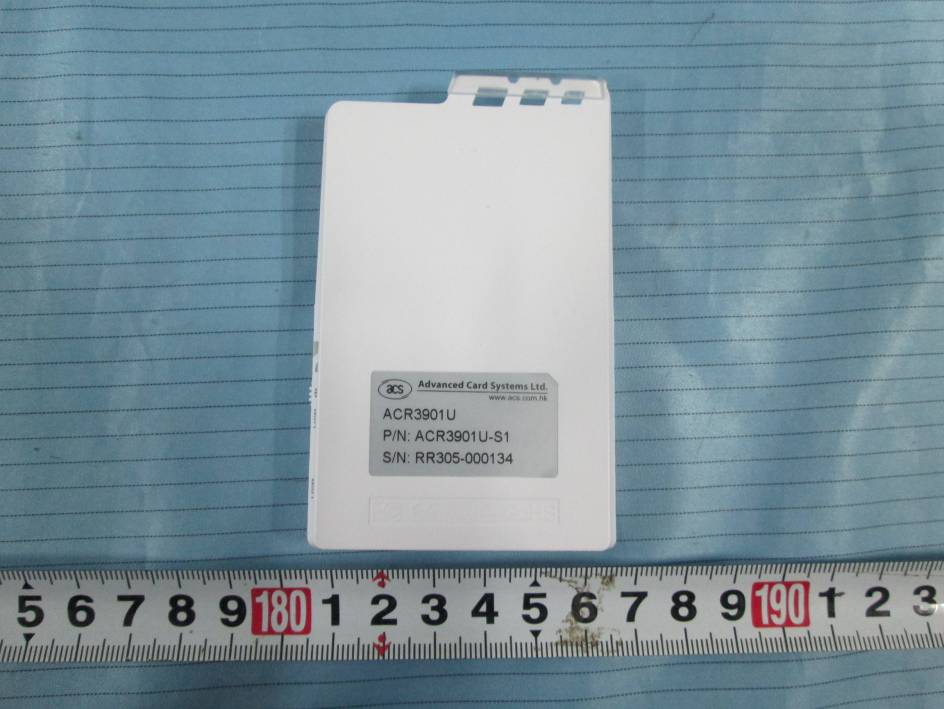 acs Advanced Card Systems Ltd.
www.acs.com.hk
ACR3901U
P/N: ACR3901U-S1
S/N: RR305-000134
5 6 7 8 9 180 1 2 3 4 5 6 7 8 9 190 1 2 3